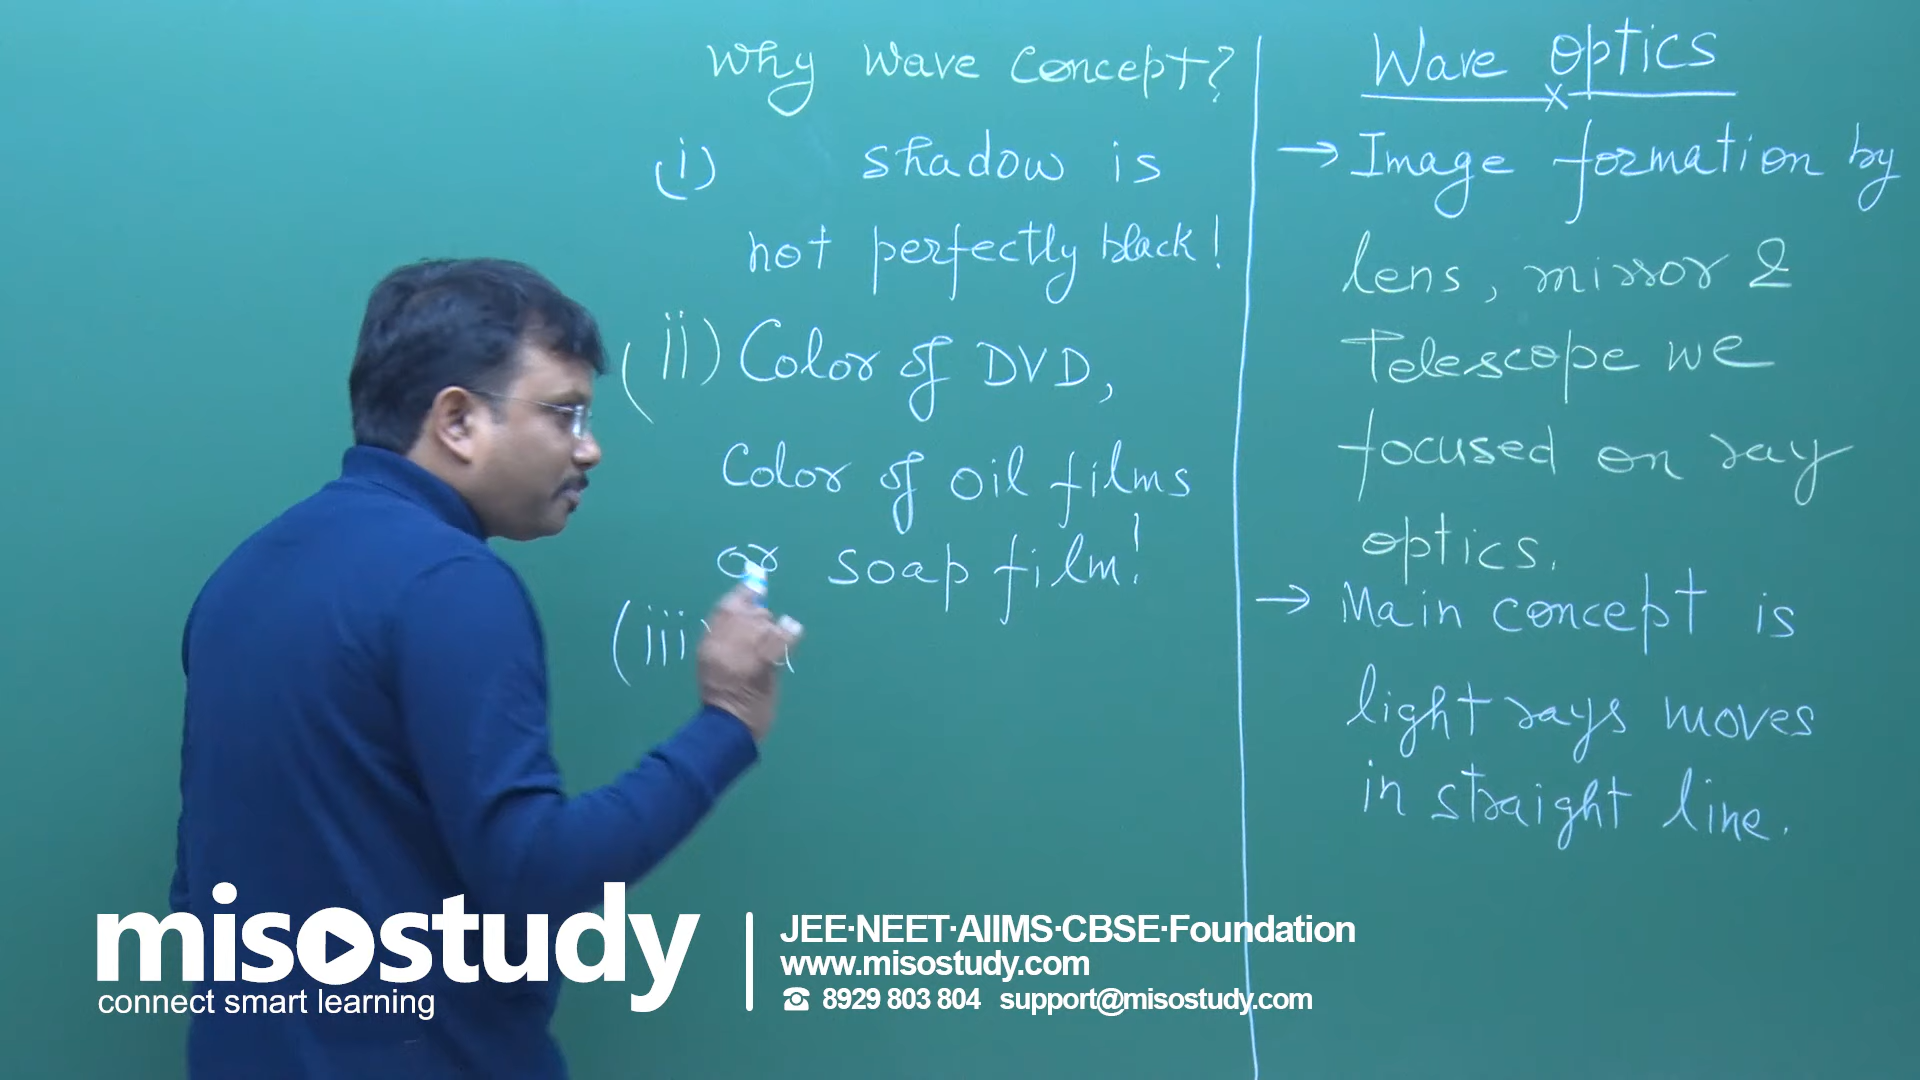 Why Wave Concept?
(i) shadow is
not perfectly black!
(ii) Color of DVD,
Color of oil films
or soap film!
(iii)
Wave optics
→ Image formation by
lens, mirror &
Telescope we
focused on ray
optics.
→ Main concept is
light rays moves
in straight line.
misostudy
connect smart learning
JEE·NEET·AIIMS·CBSE·Foundation
www.misostudy.com
☎ 8929 803 804 support@misostudy.com